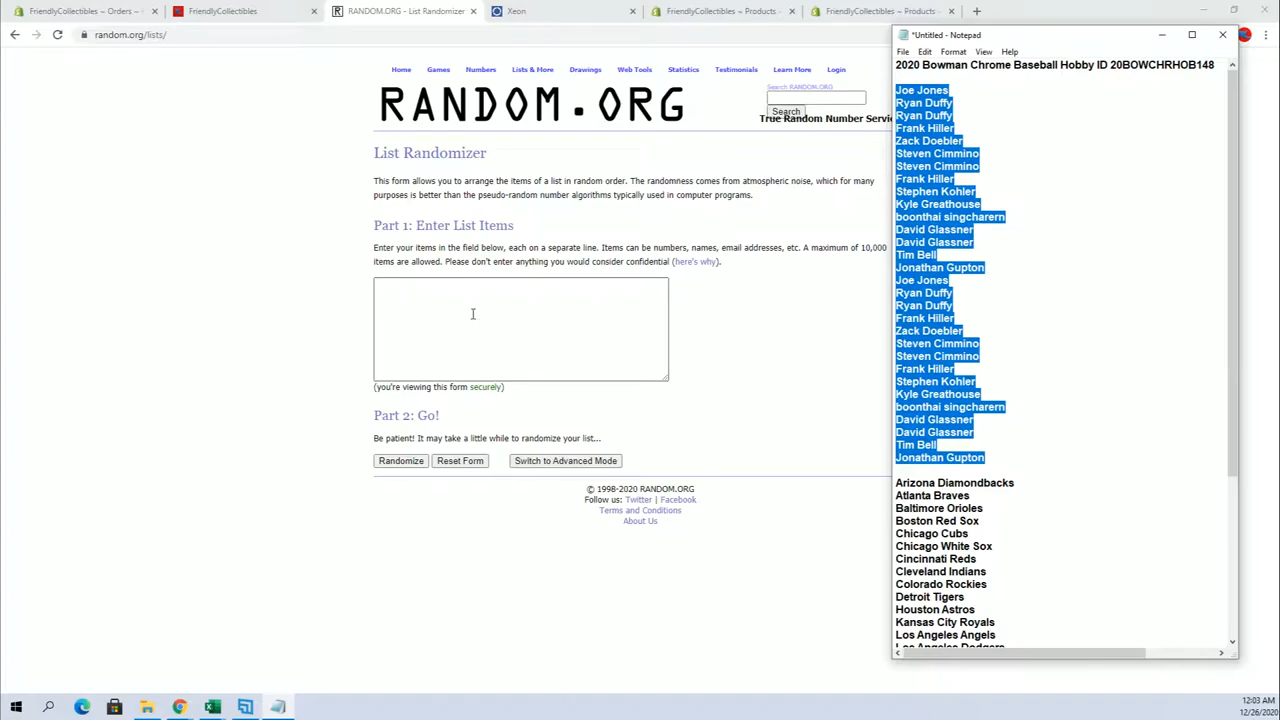 FriendlyCollectibles - Orders –
FriendlyCollectibles
RANDOM.ORG - List Randomizer
Xeon
FriendlyCollectibles ~ Products
FriendlyCollectibles ~ Products
random.org/lists/
Home Games Numbers Lists & More Drawings Web Tools Statistics Testimonials Learn More Login
RANDOM.ORG
Search RANDOM.ORG
Search
True Random Number Servi
List Randomizer
This form allows you to arrange the items of a list in random order. The randomness comes from atmospheric noise, which for many
purposes is better than the pseudo-random number algorithms typically used in computer programs.
Part 1: Enter List Items
Enter your items in the field below, each on a separate line. Items can be numbers, names, email addresses, etc. A maximum of 10,000
items are allowed. Please don't enter anything you would consider confidential (here's why).
(you're viewing this form securely)
Part 2: Go!
Be patient! It may take a little while to randomize your list...
Randomize Reset Form Switch to Advanced Mode
© 1998-2020 RANDOM.ORG
Follow us: Twitter | Facebook
Terms and Conditions
About Us
*Untitled - Notepad
File Edit Format View Help
2020 Bowman Chrome Baseball Hobby ID 20BOWCHRHOB148
Joe Jones
Ryan Duffy
Ryan Duffy
Frank Hiller
Zack Doebler
Steven Cimmino
Steven Cimmino
Frank Hiller
Stephen Kohler
Kyle Greathouse
boonthai singcharern
David Glassner
David Glassner
Tim Bell
Jonathan Gupton
Joe Jones
Ryan Duffy
Ryan Duffy
Frank Hiller
Zack Doebler
Steven Cimmino
Steven Cimmino
Frank Hiller
Stephen Kohler
Kyle Greathouse
boonthai singcharern
David Glassner
David Glassner
Tim Bell
Jonathan Gupton
Arizona Diamondbacks
Atlanta Braves
Baltimore Orioles
Boston Red Sox
Chicago Cubs
Chicago White Sox
Cincinnati Reds
Cleveland Indians
Colorado Rockies
Detroit Tigers
Houston Astros
Kansas City Royals
Los Angeles Angels
Los Angeles Dodgers
12:03 AM
12/26/2020